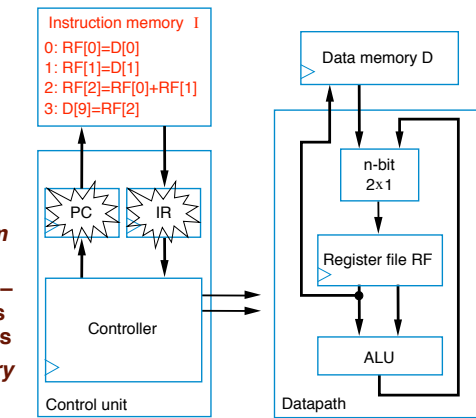 Instruction memory I
0: RF[0]=D[0]
1: RF[1]=D[1]
2: RF[2]=RF[0]+RF[1]
3: D[9]=RF[2]
PC
IR
Controller
Control unit
Data memory D
n-bit
2x1
Register file RF
ALU
Datapath